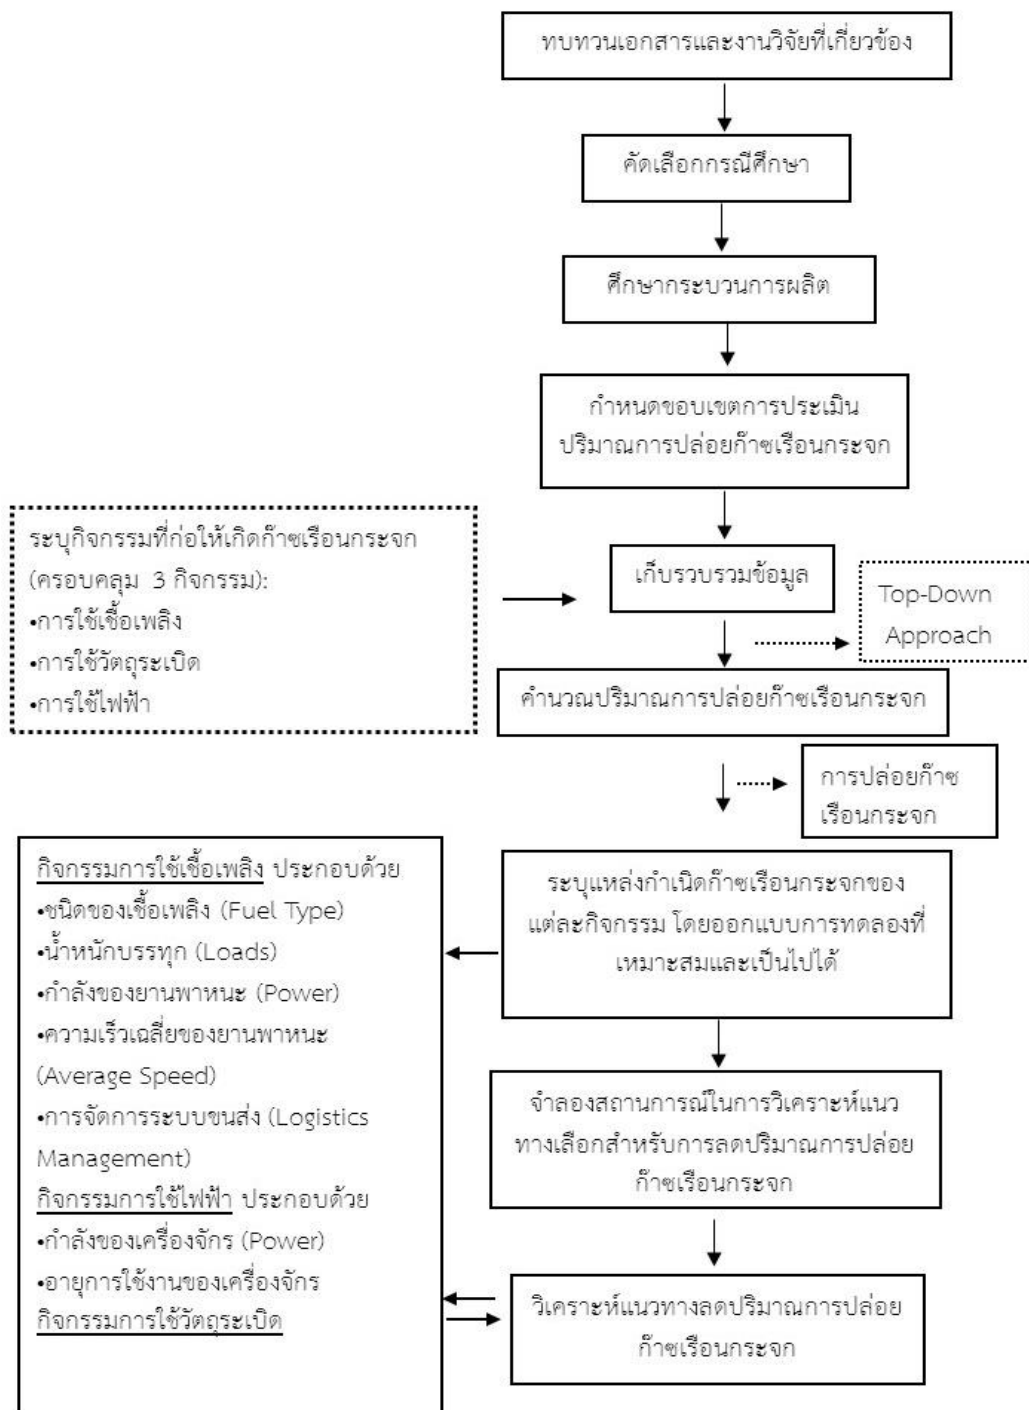 ทบทวนเอกสารและงานวิจัยที่เกี่ยวข้อง
คัดเลือกกรณีศึกษา
ศึกษากระบวนการผลิต
กำหนดขอบเขตการประเมิน
ปริมาณการปล่อยก๊าซเรือนกระจก
ระบุกิจกรรมที่ก่อให้เกิดก๊าซเรือนกระจก
(ครอบคลุม 3 กิจกรรม):
•การใช้เชื้อเพลิง
•การใช้วัตถุระเบิด
•การใช้ไฟฟ้า
เก็บรวบรวมข้อมูล
Top-Down
Approach
คำนวณปริมาณการปล่อยก๊าซเรือนกระจก
การปล่อยก๊าซ
เรือนกระจก
ระบุแหล่งกำเนิดก๊าซเรือนกระจกของ
แต่ละกิจกรรม โดยออกแบบการทดลองที่
เหมาะสมและเป็นไปได้
กิจกรรมการใช้เชื้อเพลิง ประกอบด้วย
•ชนิดของเชื้อเพลิง (Fuel Type)
•น้ำหนักบรรทุก (Loads)
•กำลังของยานพาหนะ (Power)
•ความเร็วเฉลี่ยของยานพาหนะ
(Average Speed)
•การจัดการระบบขนส่ง (Logistics
Management)
กิจกรรมการใช้ไฟฟ้า ประกอบด้วย
•กำลังของเครื่องจักร (Power)
•อายุการใช้งานของเครื่องจักร
กิจกรรมการใช้วัตถุระเบิด
จำลองสถานการณ์ในการวิเคราะห์แนว
ทางเลือกสำหรับการลดปริมาณการปล่อย
ก๊าซเรือนกระจก
วิเคราะห์แนวทางลดปริมาณการปล่อย
ก๊าซเรือนกระจก